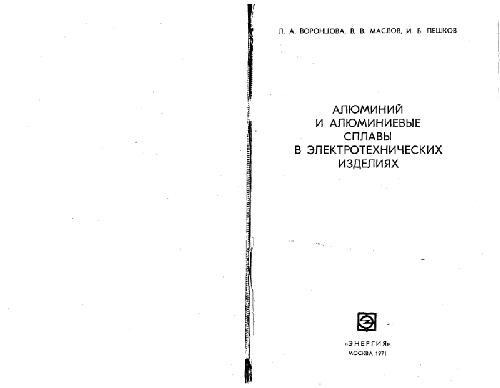 Л. А. ВОРОНЦОВА, В. В. МАСЛОВ, И. Б. ПЕШКОВ
АЛЮМИНИЙ
И АЛЮМИНИЕВЫЕ
СПЛАВЫ
В ЭЛЕКТРОТЕХНИЧЕСКИХ
ИЗДЕЛИЯХ
«ЭНЕРГИЯ»
МОСКВА 1971